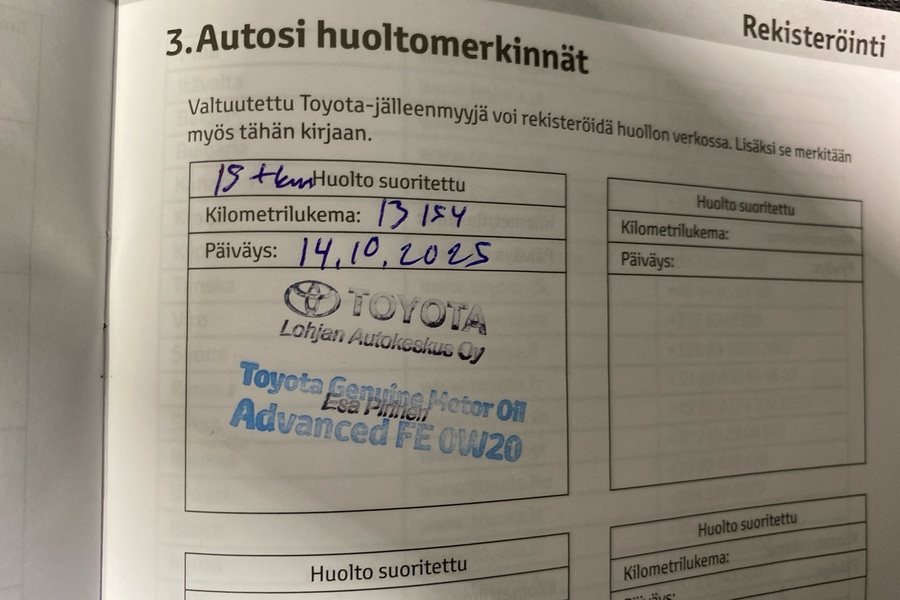 Rekisteröinti
3. Autosi huoltomerkinnät
Valtuutettu Toyota-jälleenmyyjä voi rekisteröidä huollon verkossa. Lisäksi se merkitään
myös tähän kirjaan.
15 tkm Huolto suoritettu
Kilometrilukema: 13 154
Päiväys: 14.10.2025
TOYOTA
Lohjan Autokeskus Oy
Toyota Genuine Motor Oil
Esa Pinnen
Advanced FE 0W20
Huolto suoritettu
Kilometrilukema:
Päiväys:
Huolto suoritettu
Huolto suoritettu
Kilometrilukema:
Päiväys: